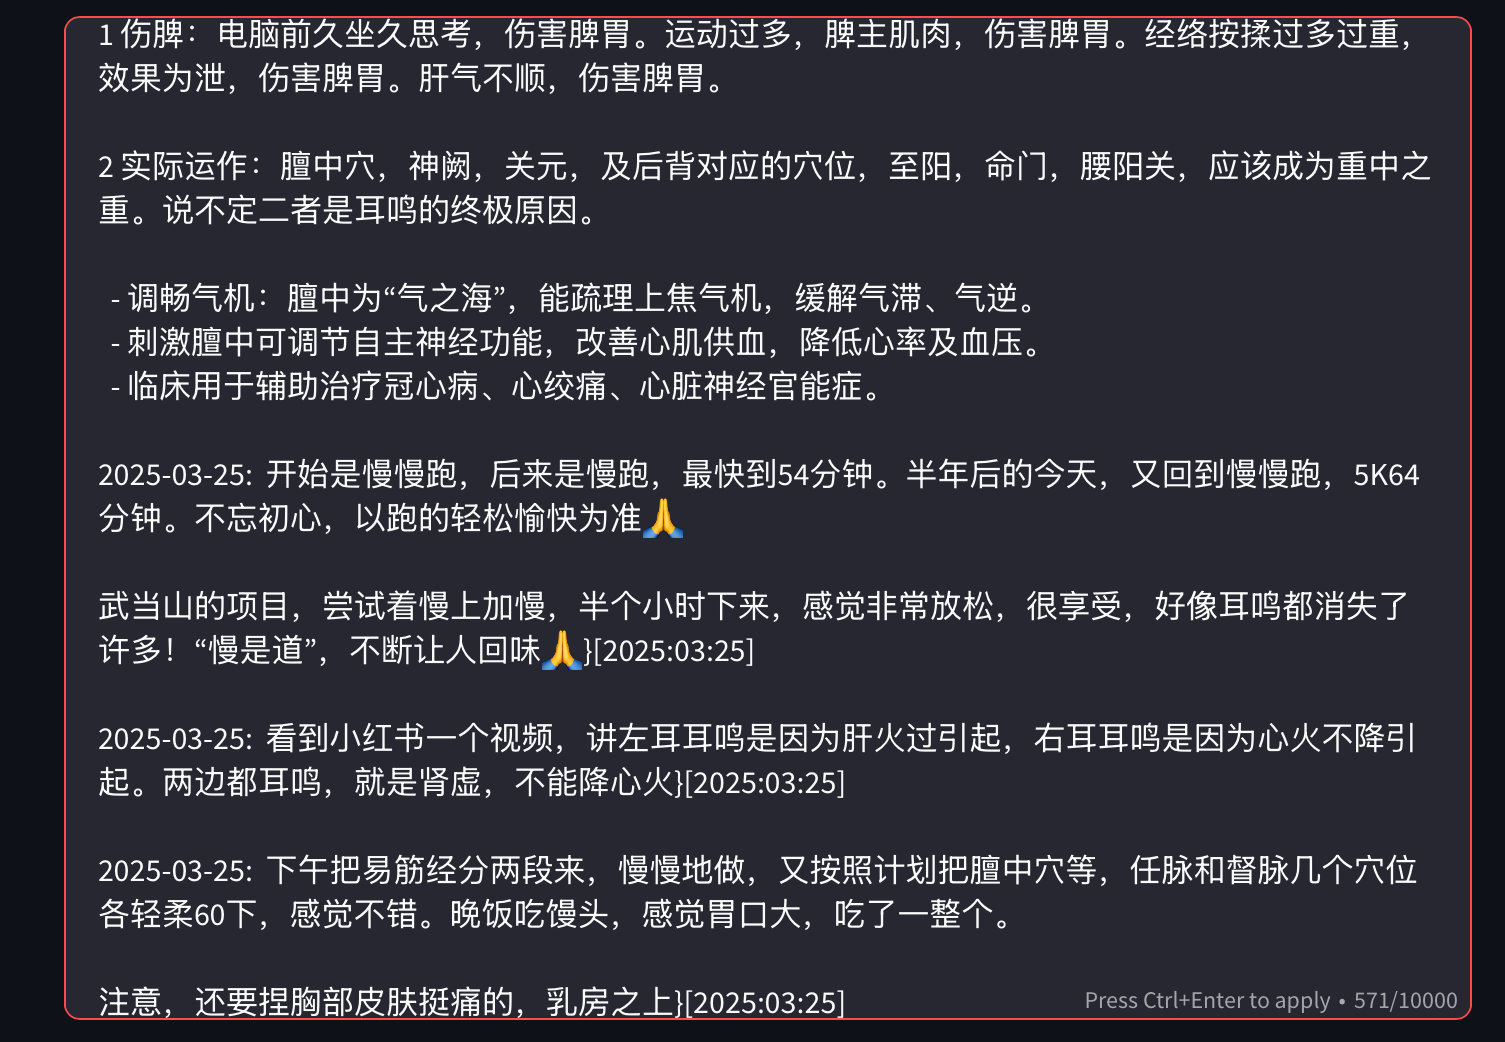 1 伤脾：电脑前久坐久思考，伤害脾胃。运动过多，脾主肌肉，伤害脾胃。经络按揉过多过重，
效果为泄，伤害脾胃。肝气不顺，伤害脾胃。
2 实际运作：膻中穴，神阙，关元，及后背对应的穴位，至阳，命门，腰阳关，应该成为重中之
重。说不定二者是耳鸣的终极原因。
- 调畅气机：膻中为“气之海”，能疏理上焦气机，缓解气滞、气逆。
- 刺激膻中可调节自主神经功能，改善心肌供血，降低心率及血压。
- 临床用于辅助治疗冠心病、心绞痛、心脏神经官能症。
2025-03-25: 开始是慢慢跑，后来是慢跑，最快到54分钟。半年后的今天，又回到慢慢跑，5K64
分钟。不忘初心，以跑的轻松愉快为准🙏
武当山的项目，尝试着慢上加慢，半个小时下来，感觉非常放松，很享受，好像耳鸣都消失了
许多！“慢是道”，不断让人回味🙏}[2025:03:25]
2025-03-25: 看到小红书一个视频，讲左耳耳鸣是因为肝火过引起，右耳耳鸣是因为心火不降引
起。两边都耳鸣，就是肾虚，不能降心火}[2025:03:25]
2025-03-25: 下午把易筋经分两段来，慢慢地做，又按照计划把膻中穴等，任脉和督脉几个穴位
各轻柔60下，感觉不错。晚饭吃馒头，感觉胃口大，吃了一整个。
注意，还要捏胸部皮肤挺痛的，乳房之上}[2025:03:25]
Press Ctrl+Enter to apply • 571/10000